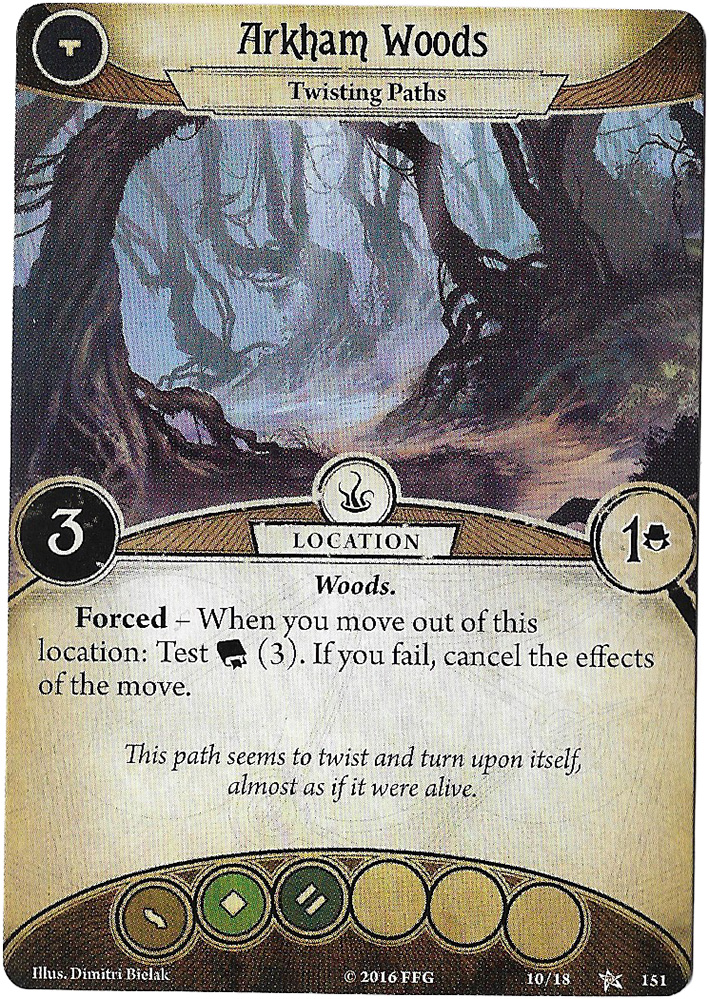 Arkham Woods
Twisting Paths
3
1
LOCATION
Woods.
Forced – When you move out of this
location: Test (3). If you fail, cancel the effects
of the move.
This path seems to twist and turn upon itself,
almost as if it were alive.
Illus. Dimitri Bielak © 2016 FFG 10/18 151